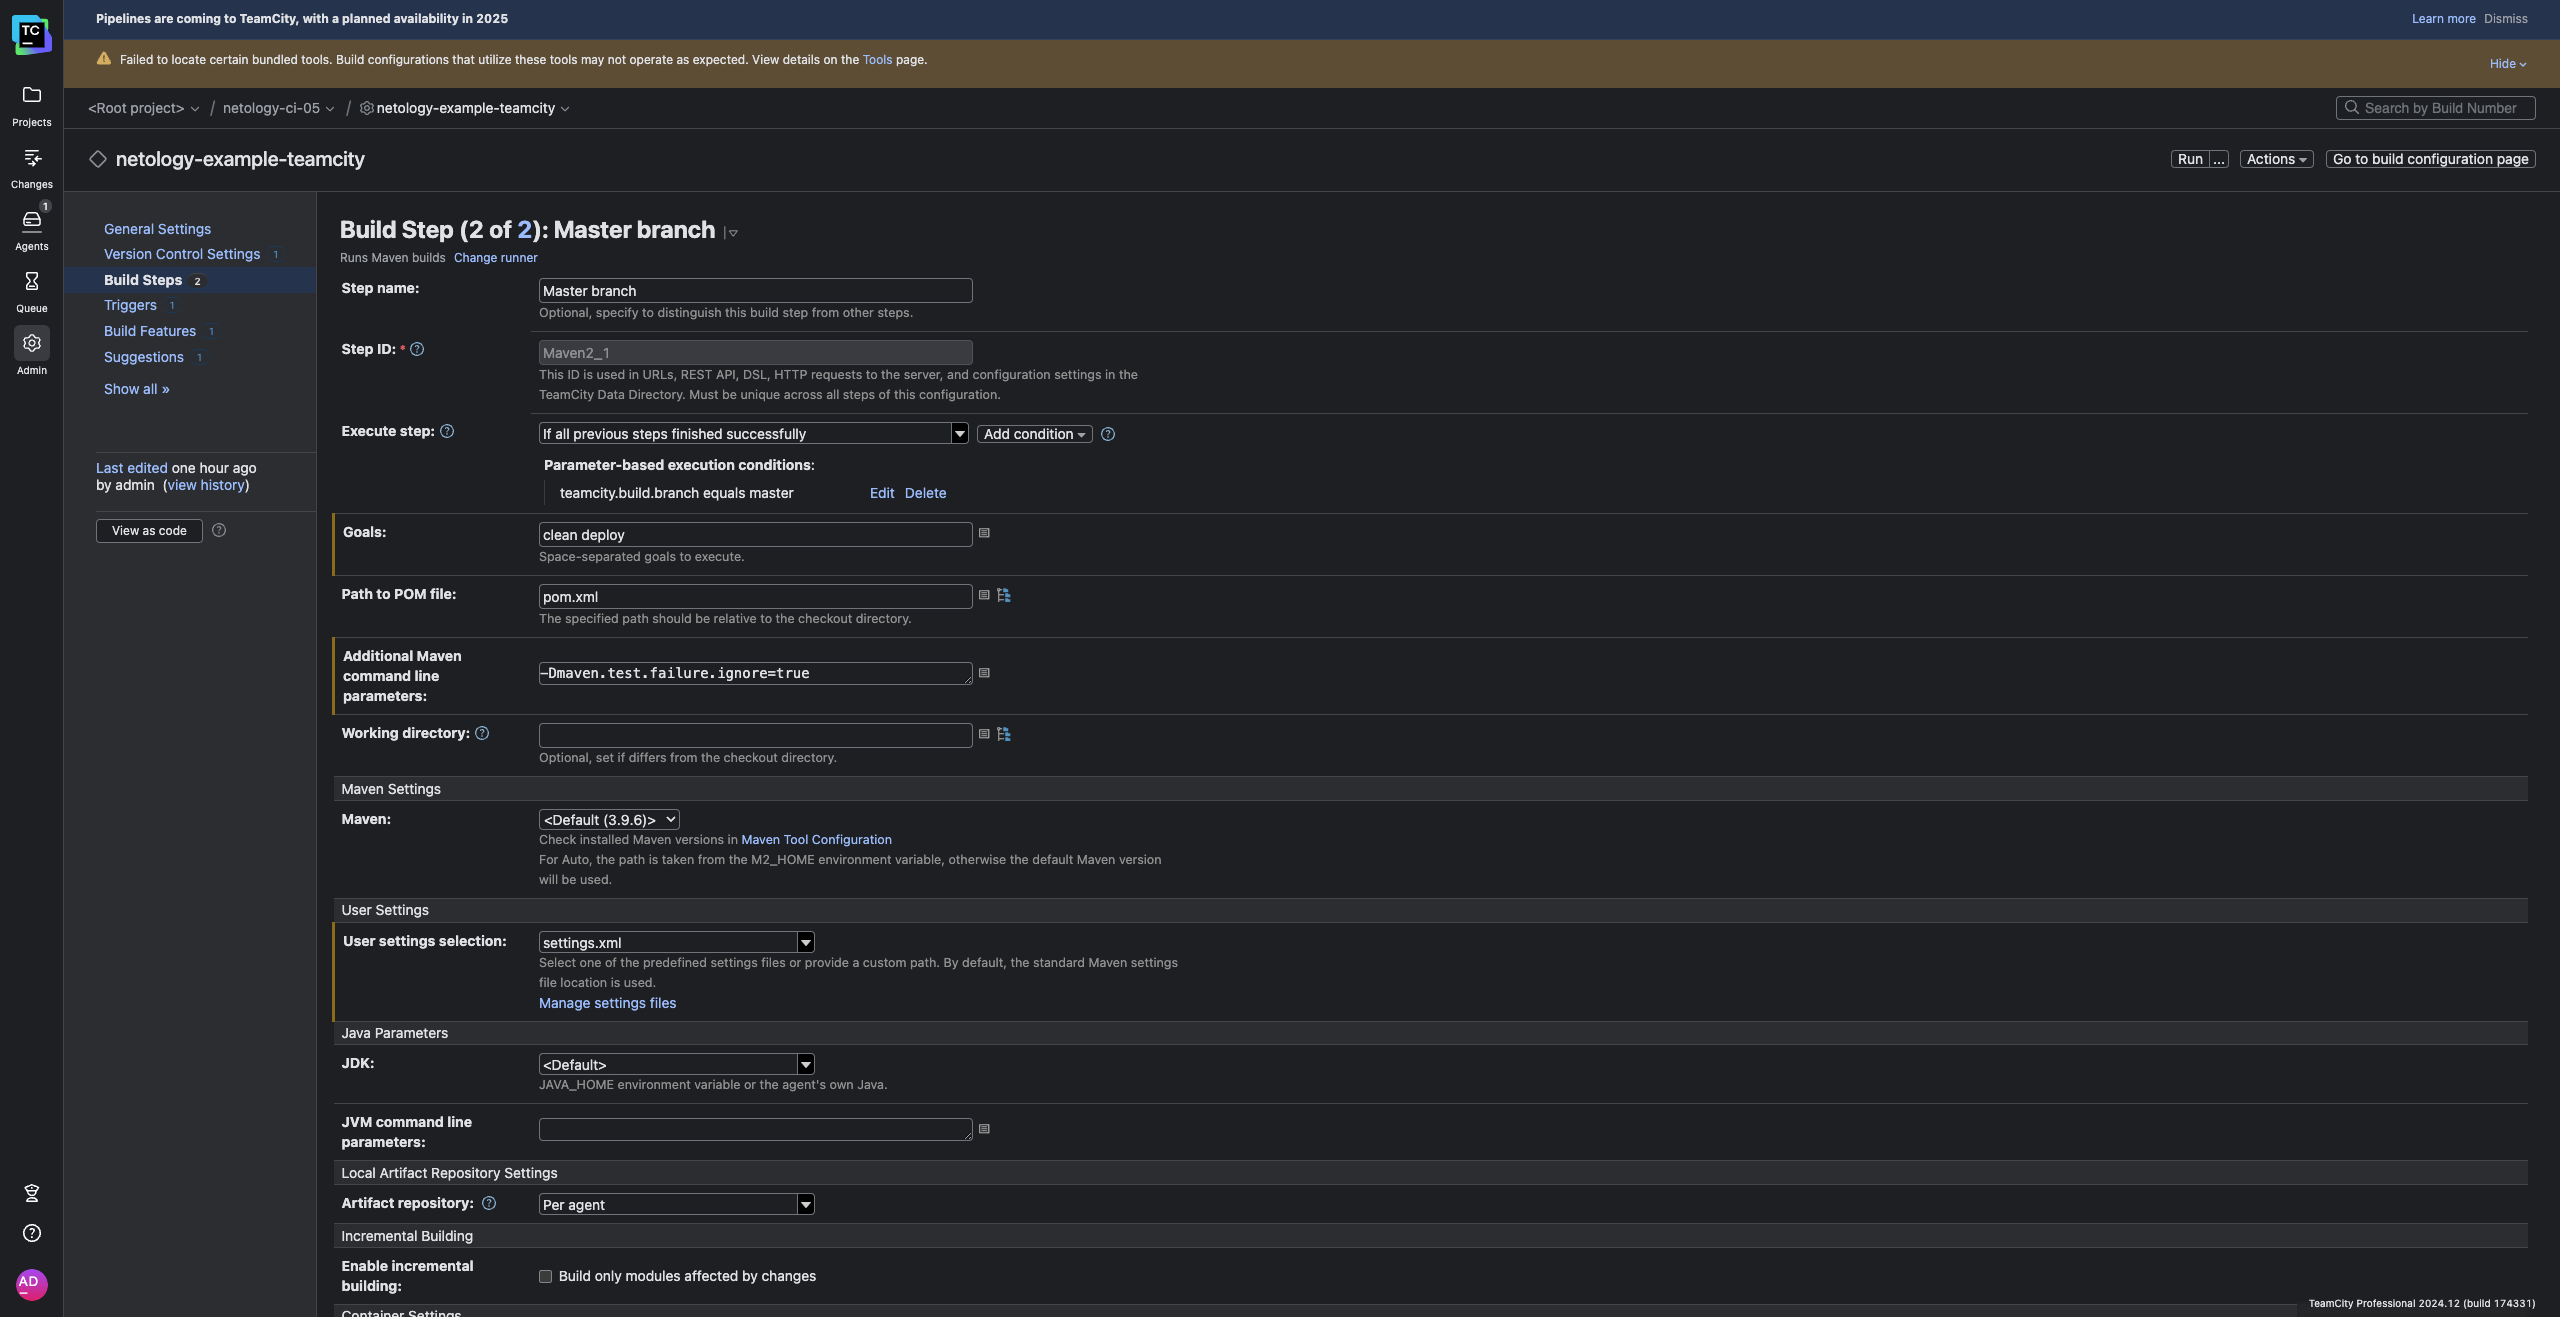 Pipelines are coming to TeamCity, with a planned availability in 2025
Learn more Dismiss
Failed to locate certain bundled tools. Build configurations that utilize these tools may not operate as expected. View details on the Tools page.
Hide
TC
Projects
Changes
1
Agents
Queue
Admin
AD
<Root project> / netology-ci-05 / netology-example-teamcity
Search by Build Number
netology-example-teamcity
Run ... Actions Go to build configuration page
General Settings
Version Control Settings 1
Build Steps 2
Triggers 1
Build Features 1
Suggestions 1
Show all »
Last edited one hour ago
by admin (view history)
View as code
Build Step (2 of 2): Master branch
Runs Maven builds Change runner
Step name:
Master branch
Optional, specify to distinguish this build step from other steps.
Step ID: *
Maven2_1
This ID is used in URLs, REST API, DSL, HTTP requests to the server, and configuration settings in the
TeamCity Data Directory. Must be unique across all steps of this configuration.
Execute step:
If all previous steps finished successfully
Add condition
Parameter-based execution conditions:
teamcity.build.branch equals master Edit Delete
Goals:
clean deploy
Space-separated goals to execute.
Path to POM file:
pom.xml
The specified path should be relative to the checkout directory.
Additional Maven
command line
parameters:
-Dmaven.test.failure.ignore=true
Working directory:
Optional, set if differs from the checkout directory.
Maven Settings
Maven:
<Default (3.9.6)>
Check installed Maven versions in Maven Tool Configuration
For Auto, the path is taken from the M2_HOME environment variable, otherwise the default Maven version
will be used.
User Settings
User settings selection:
settings.xml
Select one of the predefined settings files or provide a custom path. By default, the standard Maven settings
file location is used.
Manage settings files
Java Parameters
JDK:
<Default>
JAVA_HOME environment variable or the agent's own Java.
JVM command line
parameters:
Local Artifact Repository Settings
Artifact repository:
Per agent
Incremental Building
Enable incremental
building:
Build only modules affected by changes
Container Settings
TeamCity Professional 2024.12 (build 174331)